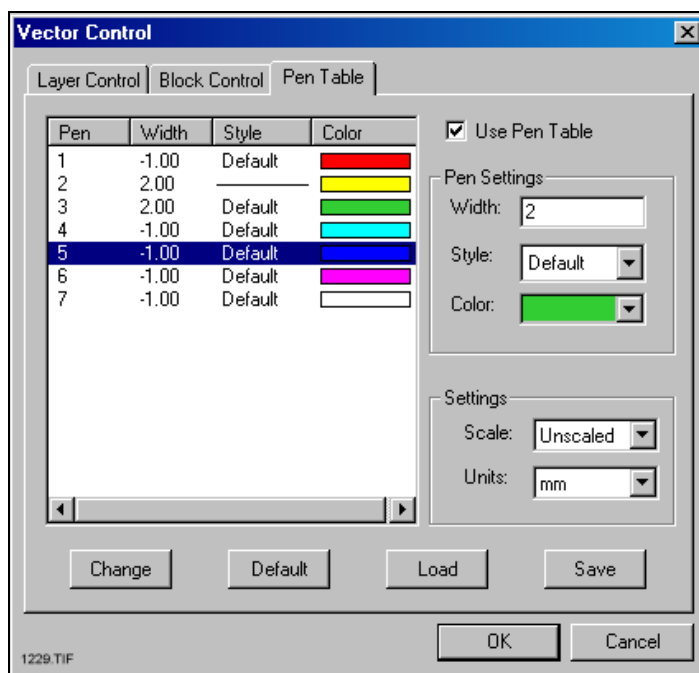 Vector Control
Layer Control Block Control Pen Table
Pen Width Style Color
1 -1.00 Default
2 2.00
3 2.00 Default
4 -1.00 Default
5 -1.00 Default
6 -1.00 Default
7 -1.00 Default
Use Pen Table
Pen Settings
Width: 2
Style: Default
Color:
Settings
Scale: Unscaled
Units: mm
Change Default Load Save
OK Cancel
1229.TIF